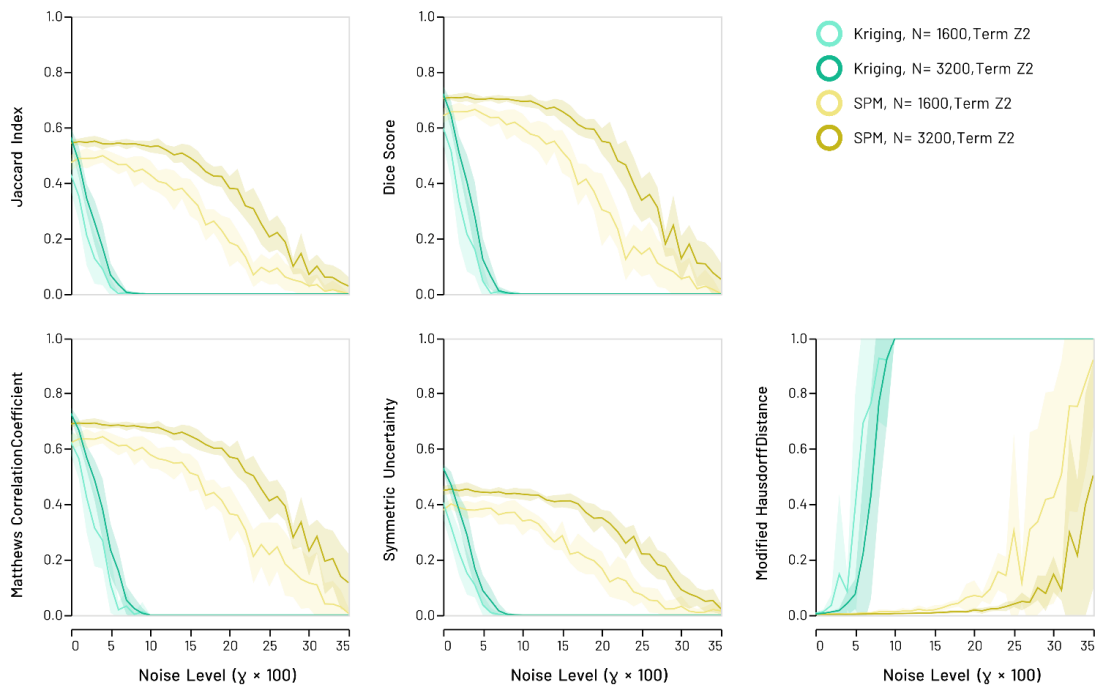 1.0
0.8
0.6
0.4
0.2
0.0
Jaccard Index
1.0
0.8
0.6
0.4
0.2
0.0
Dice Score
Kriging, N= 1600,Term Z2
Kriging, N= 3200,Term Z2
SPM, N= 1600,Term Z2
SPM, N= 3200,Term Z2
1.0
0.8
0.6
0.4
0.2
0.0
Matthews CorrelationCoefficient
0 5 10 15 20 25 30 35
Noise Level (γ × 100)
1.0
0.8
0.6
0.4
0.2
0.0
Symmetric Uncertainty
0 5 10 15 20 25 30 35
Noise Level (γ × 100)
1.0
0.8
0.6
0.4
0.2
0.0
Modified HausdorffDistance
0 5 10 15 20 25 30 35
Noise Level (γ × 100)